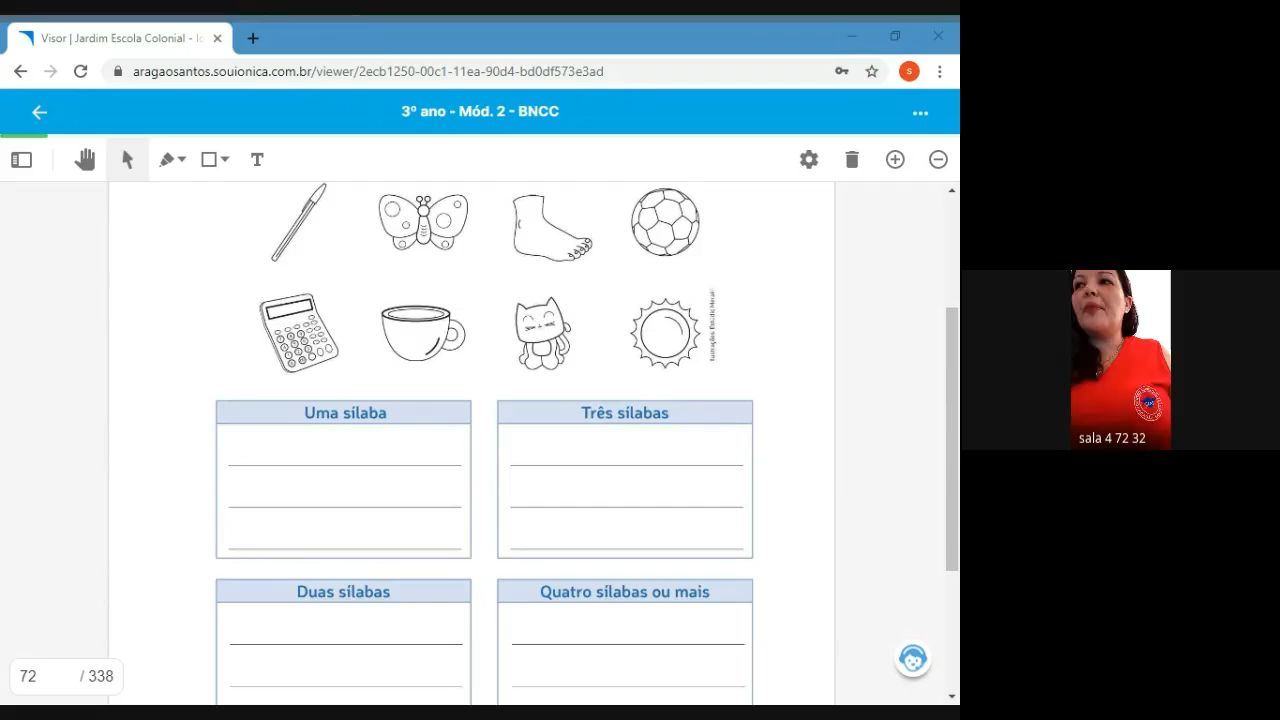 Visor | Jardim Escola Colonial - Id
aragaosantos.souionica.com.br/viewer/2ecb1250-00c1-11ea-90d4-bd0df573e3ad
S
3º ano - Mód. 2 - BNCC
T
Uma sílaba
Três sílabas
Duas sílabas
Quatro sílabas ou mais
72 / 338
sala 4 72 32